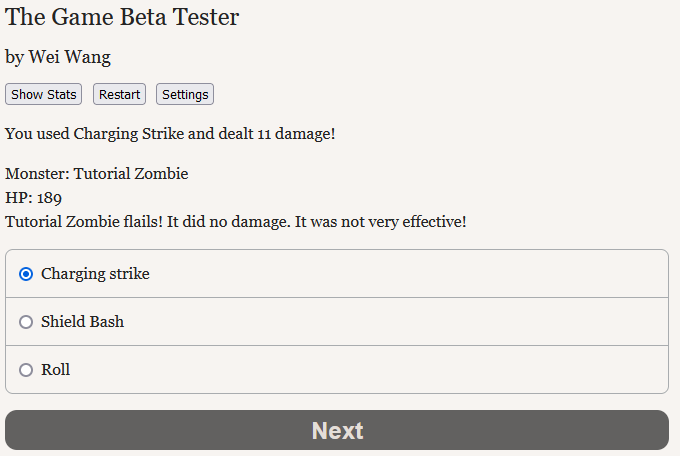 The Game Beta Tester
by Wei Wang
Show Stats Restart Settings
You used Charging Strike and dealt 11 damage!
Monster: Tutorial Zombie
HP: 189
Tutorial Zombie flails! It did no damage. It was not very effective!
Charging strike
Shield Bash
Roll
Next